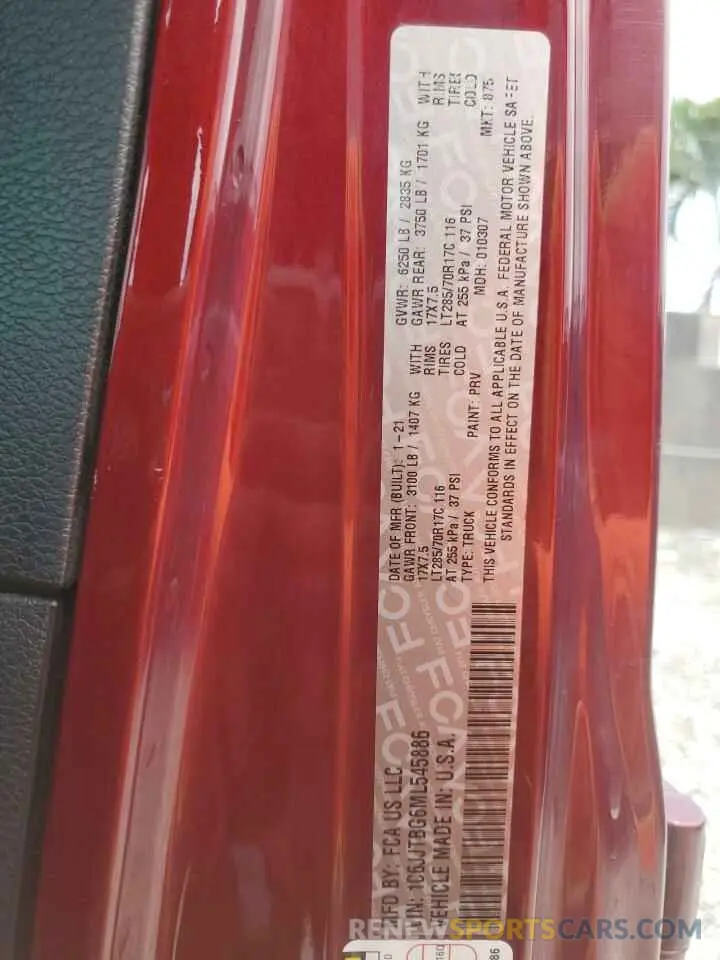 MFD BY: FCA US LLC
VIN: 1C6JJTBG6ML545886
VEHICLE MADE IN: U.S.A.
DATE OF MFR (BUILT): 1-21
GAWR FRONT: 3100 LB / 1407 KG WITH
17X7.5 RIMS
LT285/70R17C 116 TIRES
AT 255 kPa / 37 PSI COLD
TYPE: TRUCK PAINT: PRV
GVWR: 6250 LB / 2835 KG
GAWR REAR: 3750 LB / 1701 KG WITH
17X7.5 RIMS
LT285/70R17C 116 TIRES
AT 255 kPa / 37 PSI COLD
MDH: 010307 MKT: 875
THIS VEHICLE CONFORMS TO ALL APPLICABLE U.S.A. FEDERAL MOTOR VEHICLE SAFET
STANDARDS IN EFFECT ON THE DATE OF MANUFACTURE SHOWN ABOVE.
RENEWSPORTSCARS.COM